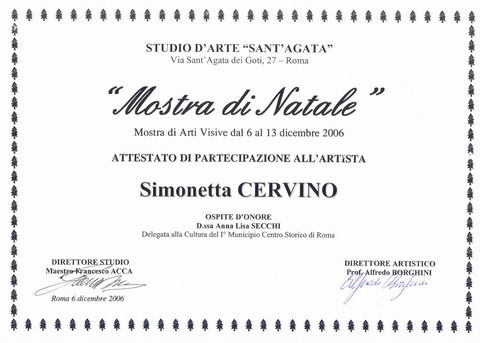 STUDIO D'ARTE "SANT'AGATA"
Via Sant'Agata dei Goti, 27 – Roma
"Mostra di Natale"
Mostra di Arti Visive dal 6 al 13 dicembre 2006
ATTESTATO DI PARTECIPAZIONE ALL'ARTiSTA
Simonetta CERVINO
OSPITE D'ONORE
D.ssa Anna Lisa SECCHI
Delegata alla Cultura del I° Municipio Centro Storico di Roma
DIRETTORE STUDIO
Maestro Francesco ACCA
Roma 6 dicembre 2006
DIRETTORE ARTISTICO
Prof. Alfredo BORGHINI
Alfredo Borghini